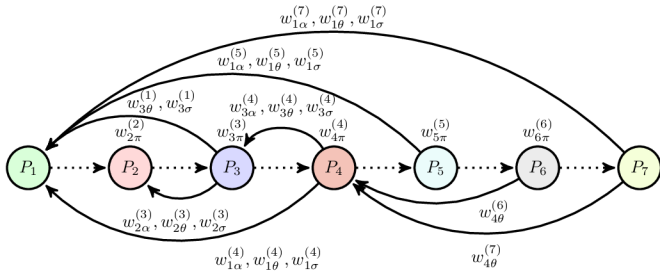 w_{1α}^{(7)}, w_{1θ}^{(7)}, w_{1σ}^{(7)}
w_{1α}^{(5)}, w_{1θ}^{(5)}, w_{1σ}^{(5)}
w_{3θ}^{(1)}, w_{3σ}^{(1)}
w_{3α}^{(4)}, w_{3θ}^{(4)}, w_{3σ}^{(4)}
w_{2π}^{(2)} w_{3π}^{(3)} w_{4π}^{(4)} w_{5π}^{(5)} w_{6π}^{(6)}
P_1 P_2 P_3 P_4 P_5 P_6 P_7
w_{2α}^{(3)}, w_{2θ}^{(3)}, w_{2σ}^{(3)}
w_{4θ}^{(6)}
w_{1α}^{(4)}, w_{1θ}^{(4)}, w_{1σ}^{(4)}
w_{4θ}^{(7)}